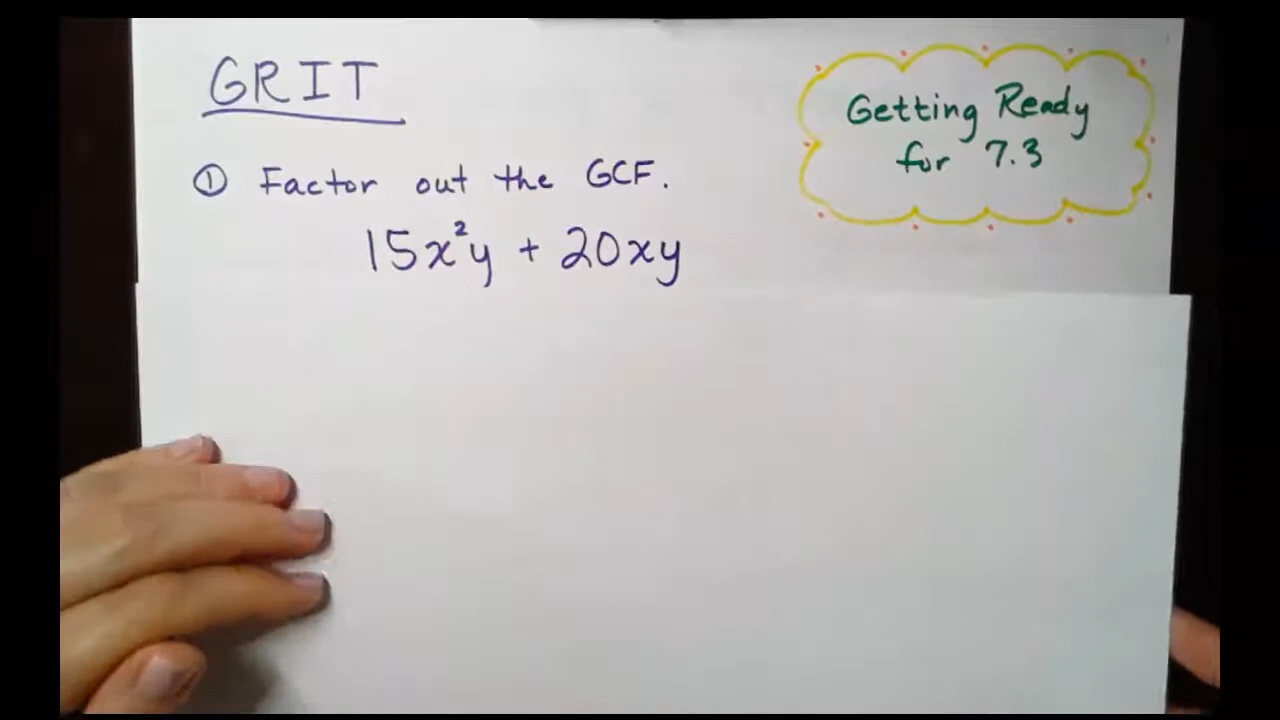 GRIT
① Factor out the GCF.
15x²y + 20xy
Getting Ready
for 7.3